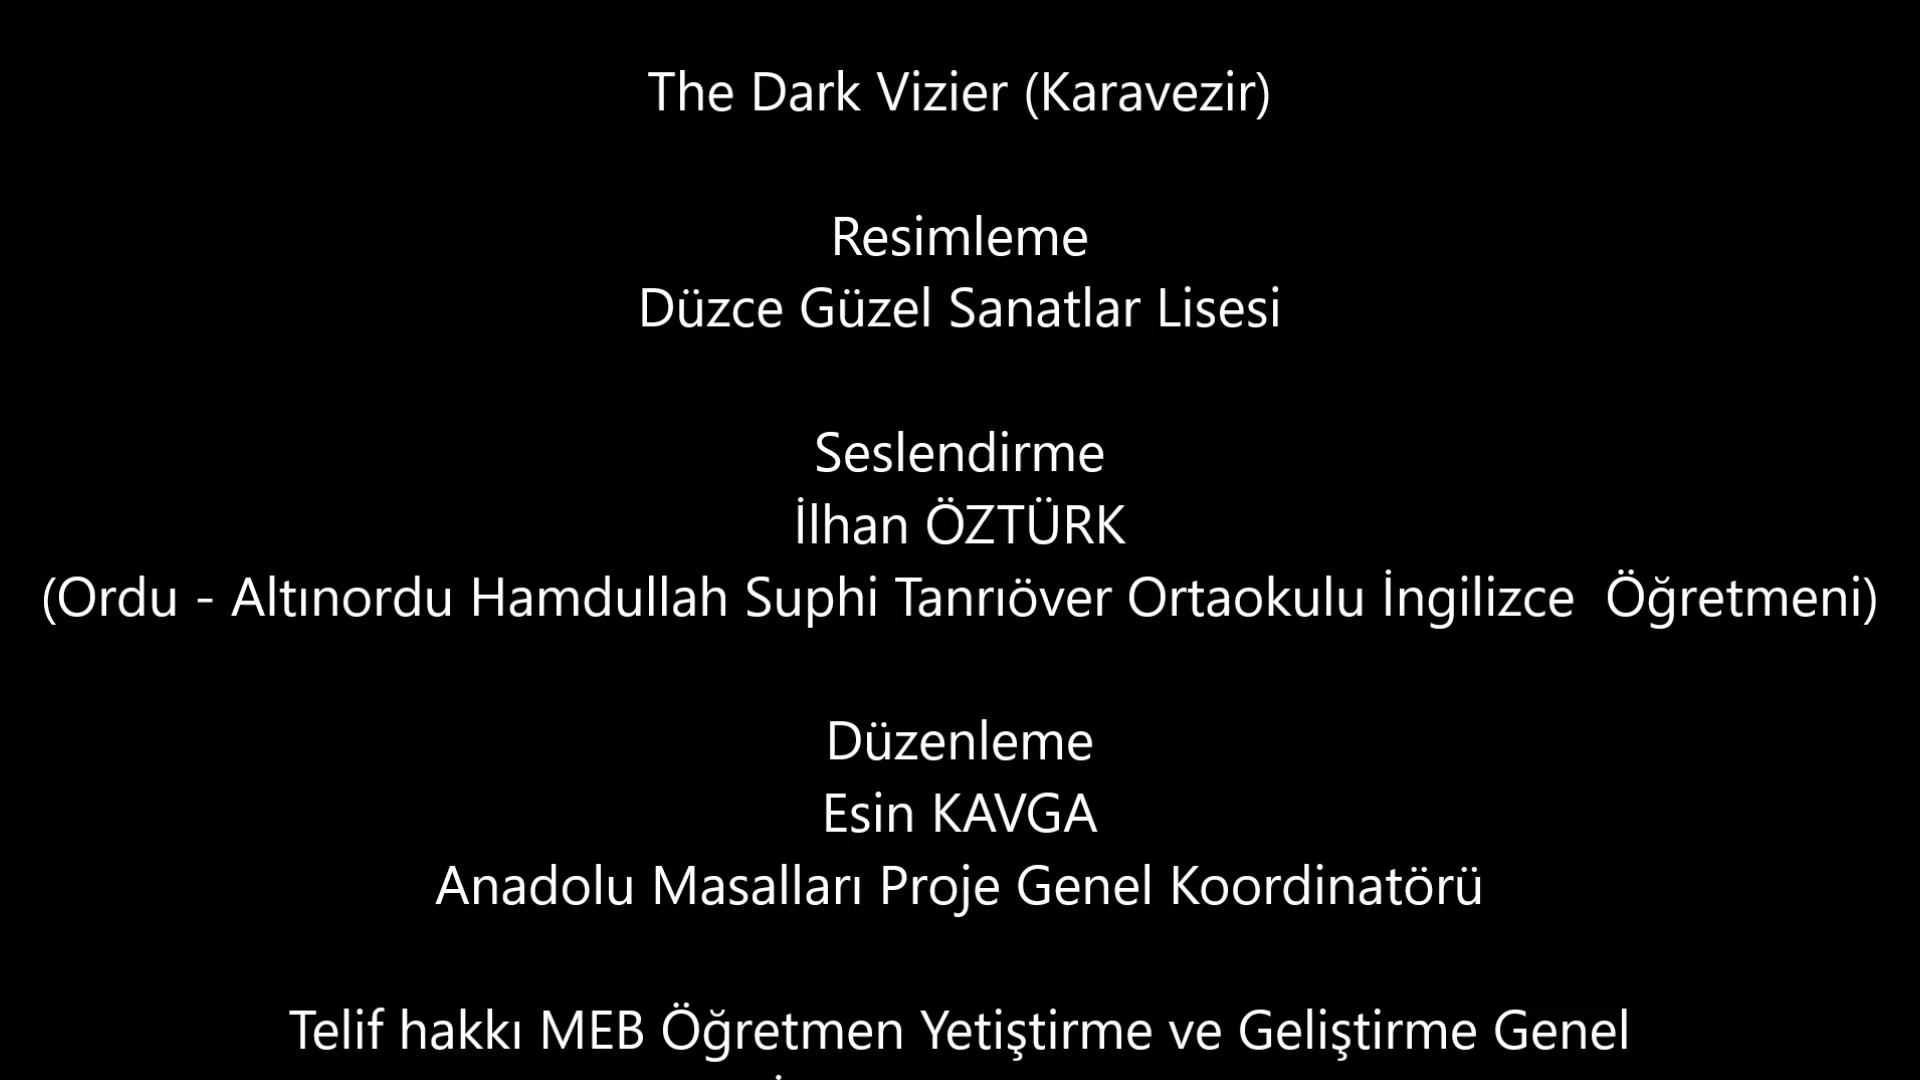 The Dark Vizier (Karavezir)
Resimleme
Düzce Güzel Sanatlar Lisesi
Seslendirme
İlhan ÖZTÜRK
(Ordu - Altınordu Hamdullah Suphi Tanrıöver Ortaokulu İngilizce  Öğretmeni)
Düzenleme
Esin KAVGA
Anadolu Masalları Proje Genel Koordinatörü
Telif hakkı MEB Öğretmen Yetiştirme ve Geliştirme Genel